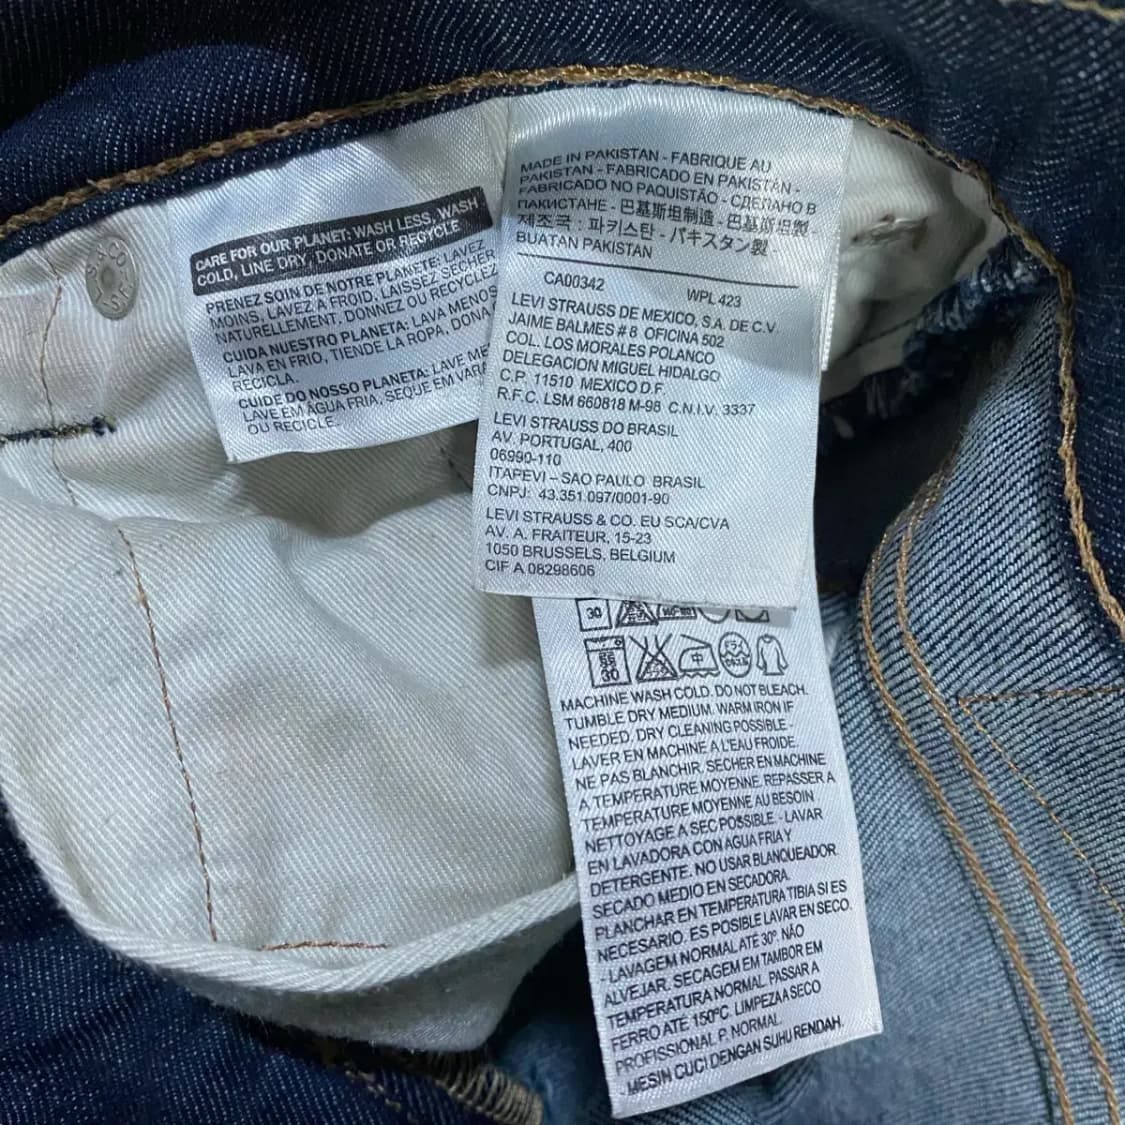 CARE FOR OUR PLANET: WASH LESS, WASH
COLD, LINE DRY, DONATE OR RECYCLE
PRENEZ SOIN DE NOTRE PLANETE: LAVEZ
MOINS, LAVEZ A FROID, LAISSEZ SECHER
NATURELLEMENT, DONNEZ OU RECYCLEZ
CUIDA NUESTRO PLANETA: LAVA MENOS
LAVA EN FRIO, TIENDE LA ROPA, DONA
RECICLA.
CUIDE DO NOSSO PLANETA: LAVE ME
LAVE EM ÁGUA FRIA, SEQUE EM VARA
OU RECICLE.
MADE IN PAKISTAN - FABRIQUE AU
PAKISTAN - FABRICADO EN PAKISTÁN -
FABRICADO NO PAQUISTÃO - СДЕЛАНО В
ПАКИСТАНЕ - 巴基斯坦制造 - 巴基斯坦製 -
제조국 : 파키스탄 - パキスタン製 -
BUATAN PAKISTAN
CA00342 WPL 423
LEVI STRAUSS DE MEXICO, S.A. DE C.V.
JAIME BALMES # 8 OFICINA 502
COL. LOS MORALES POLANCO
DELEGACION MIGUEL HIDALGO
C.P. 11510 MEXICO D.F.
R.F.C. LSM 660818 M-98 C.N.I.V. 3337
LEVI STRAUSS DO BRASIL
AV. PORTUGAL, 400
06990-110
ITAPEVI – SAO PAULO BRASIL
CNPJ: 43.351.097/0001-90
LEVI STRAUSS & CO. EU SCA/CVA
AV. A. FRAITEUR, 15-23
1050 BRUSSELS, BELGIUM
CIF A 08298606
30
30 中 ドライ
MACHINE WASH COLD. DO NOT BLEACH.
TUMBLE DRY MEDIUM. WARM IRON IF
NEEDED. DRY CLEANING POSSIBLE -
LAVER EN MACHINE A L'EAU FROIDE.
NE PAS BLANCHIR. SECHER EN MACHINE
A TEMPERATURE MOYENNE. REPASSER A
TEMPERATURE MOYENNE AU BESOIN
NETTOYAGE A SEC POSSIBLE. - LAVAR
EN LAVADORA CON AGUA FRIA Y
DETERGENTE. NO USAR BLANQUEADOR.
SECADO MEDIO EN SECADORA.
PLANCHAR EN TEMPERATURA TIBIA SI ES
NECESARIO. ES POSIBLE LAVAR EN SECO.
- LAVAGEM NORMAL ATÉ 30º. NÃO
ALVEJAR. SECAGEM EM TAMBOR EM
TEMPERATURA NORMAL. PASSAR A
FERRO ATE 150ºC. LIMPEZA A SECO
PROFISSIONAL P. NORMAL.
- MESIN CUCI DENGAN SUHU RENDAH.